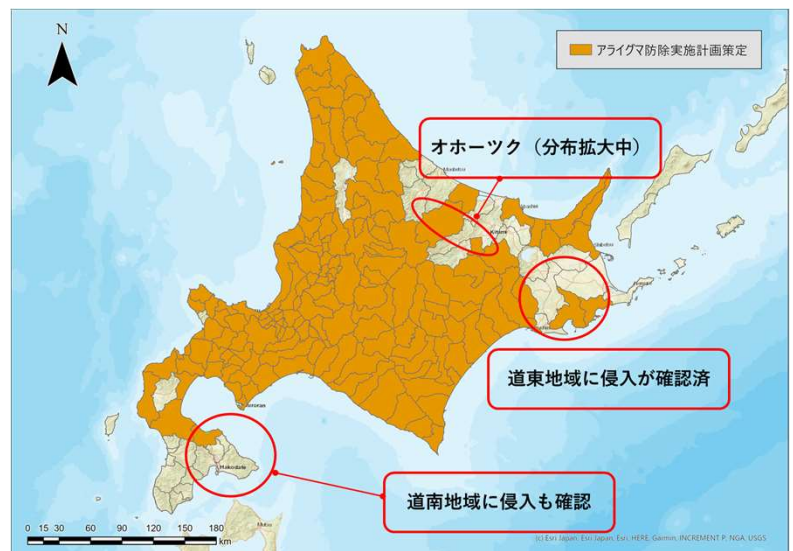 N
アライグマ防除実施計画策定
オホーツク（分布拡大中）
Kitami
道東地域に侵入が確認済
Muroran
Hakodate
道南地域に侵入も確認
Mutsu
0 15 30 60 90 120 150 180
km
(c) Esri Japan, Esri Japan, Esri, HERE, Garmin, INCREMENT P, NGA, USGS